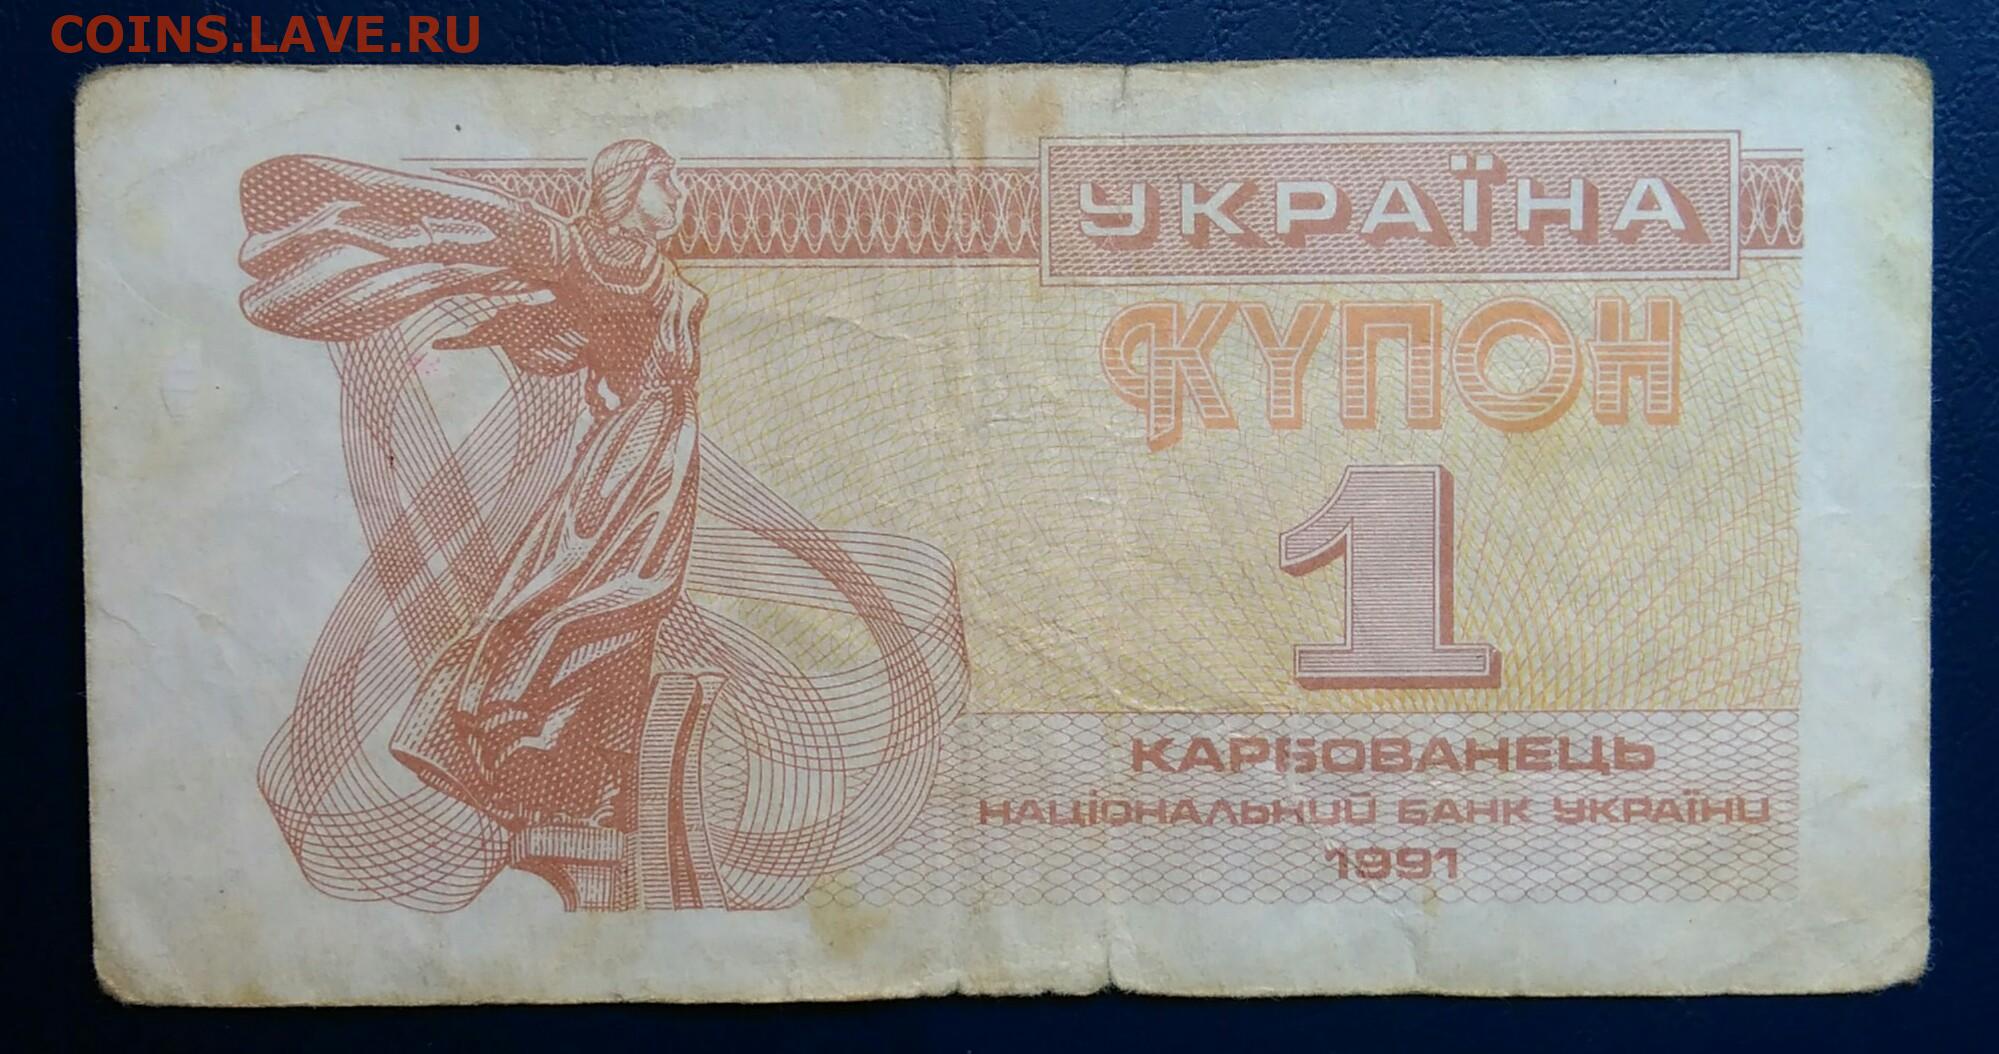 COINS.LAVE.RU
УКРАЇНА
КУПОН
1
КАРБОВАНЕЦЬ
НАЦІОНАЛЬНИЙ БАНК УКРАЇНИ
1991